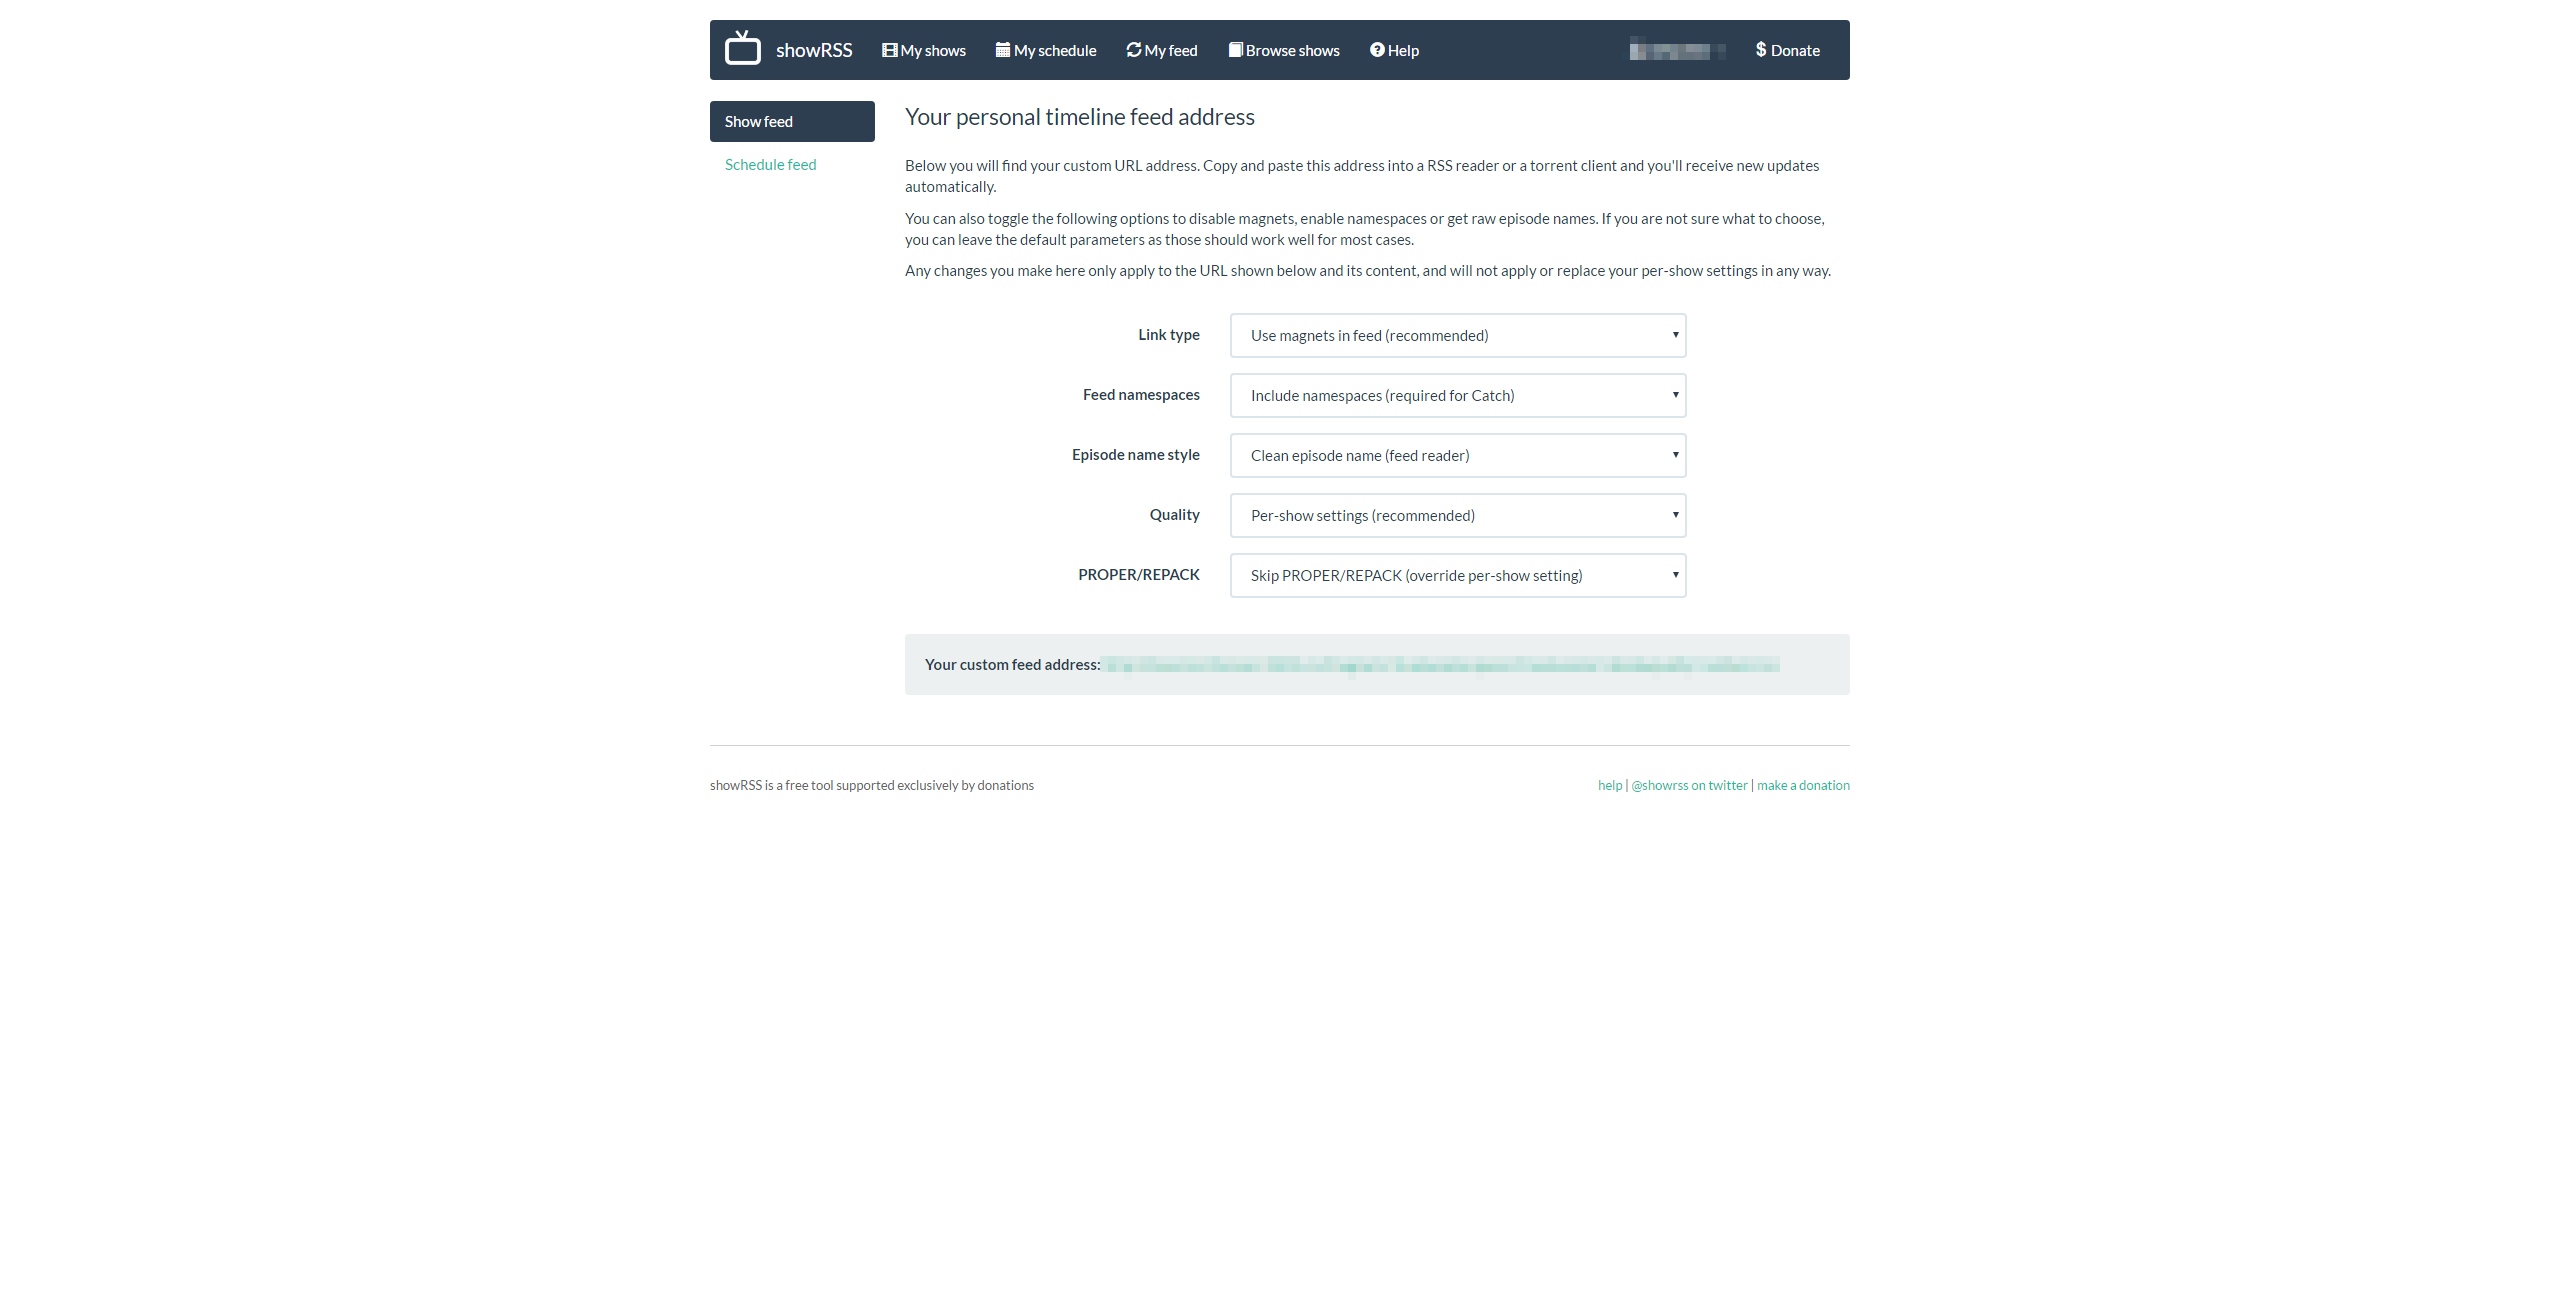 showRSS My shows My schedule My feed Browse shows Help $ Donate
Show feed
Schedule feed
Your personal timeline feed address
Below you will find your custom URL address. Copy and paste this address into a RSS reader or a torrent client and you'll receive new updates
automatically.
You can also toggle the following options to disable magnets, enable namespaces or get raw episode names. If you are not sure what to choose,
you can leave the default parameters as those should work well for most cases.
Any changes you make here only apply to the URL shown below and its content, and will not apply or replace your per-show settings in any way.
Link type Use magnets in feed (recommended)
Feed namespaces Include namespaces (required for Catch)
Episode name style Clean episode name (feed reader)
Quality Per-show settings (recommended)
PROPER/REPACK Skip PROPER/REPACK (override per-show setting)
Your custom feed address:
showRSS is a free tool supported exclusively by donations help | @showrss on twitter | make a donation